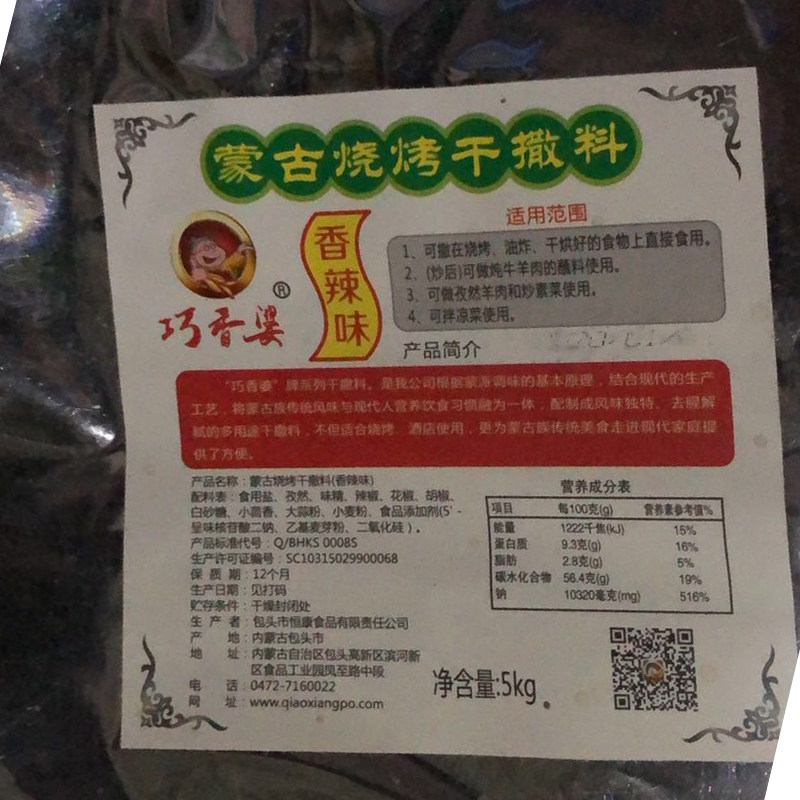 蒙古烧烤干撒料
香辣味
巧香婆®
适用范围
1、可撒在烧烤、油炸、干烘好的食物上直接食用。
2、(炒后)可做炖牛羊肉的蘸料使用。
3、可做孜然羊肉和炒素菜使用。
4、可拌凉菜使用。
产品简介
“巧香婆”牌系列干撒料。是我公司根据蒙派调味的基本原理，结合现代的生产
工艺，将蒙古族传统风味与现代人营养饮食习惯融为一体，配制成风味独特、去腥解
腻的多用途干撒料，不但适合烧烤、酒店使用，更为蒙古族传统美食走进现代家庭提
供了方便。
产品名称：蒙古烧烤干撒料(香辣味)
配料表：食用盐、孜然、味精、辣椒、花椒、胡椒、
白砂糖、小茴香、大蒜粉、小麦粉、食品添加剂(5'-
呈味核苷酸二钠、乙基麦芽粉、二氧化硅)。
产品标准代号：Q/BHKS 0008S
生产许可证编号：SC10315029900068
保 质 期：12个月
生产日期：见打码
贮存条件：干燥封闭处
生 产 者：包头市恒康食品有限责任公司
产 地：内蒙古包头市
地 址：内蒙古自治区包头高新区滨河新
区食品工业园凤至路中段
电 话：0472-7160022
网 址：www.qiaoxiangpo.com
营养成分表
项目 每100克(g) 营养素参考值%
能量 1222千焦(kJ) 15%
蛋白质 9.3克(g) 16%
脂肪 2.8克(g) 5%
碳水化合物 56.4克(g) 19%
钠 10320毫克(mg) 516%
净含量:5kg